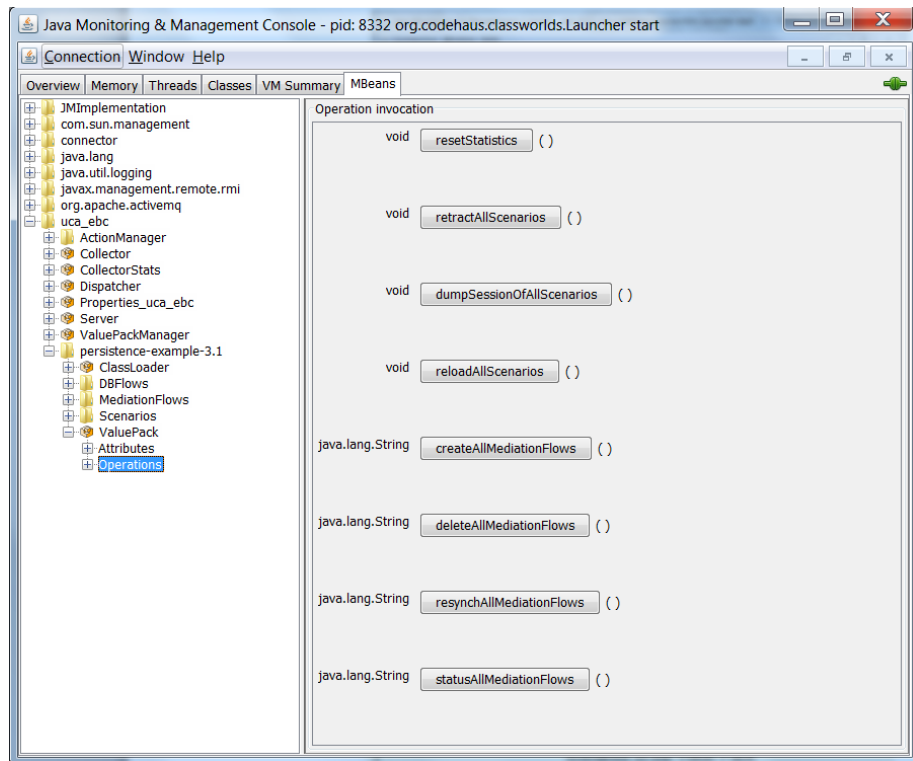 Java Monitoring & Management Console - pid: 8332 org.codehaus.classworlds.Launcher start
Connection Window Help
Overview Memory Threads Classes VM Summary MBeans
JMImplementation
com.sun.management
connector
java.lang
java.util.logging
javax.management.remote.rmi
org.apache.activemq
uca_ebc
ActionManager
Collector
CollectorStats
Dispatcher
Properties_uca_ebc
Server
ValuePackManager
persistence-example-3.1
ClassLoader
DBFlows
MediationFlows
Scenarios
ValuePack
Attributes
Operations
Operation invocation
void resetStatistics ( )
void retractAllScenarios ( )
void dumpSessionOfAllScenarios ( )
void reloadAllScenarios ( )
java.lang.String createAllMediationFlows ( )
java.lang.String deleteAllMediationFlows ( )
java.lang.String resynchAllMediationFlows ( )
java.lang.String statusAllMediationFlows ( )